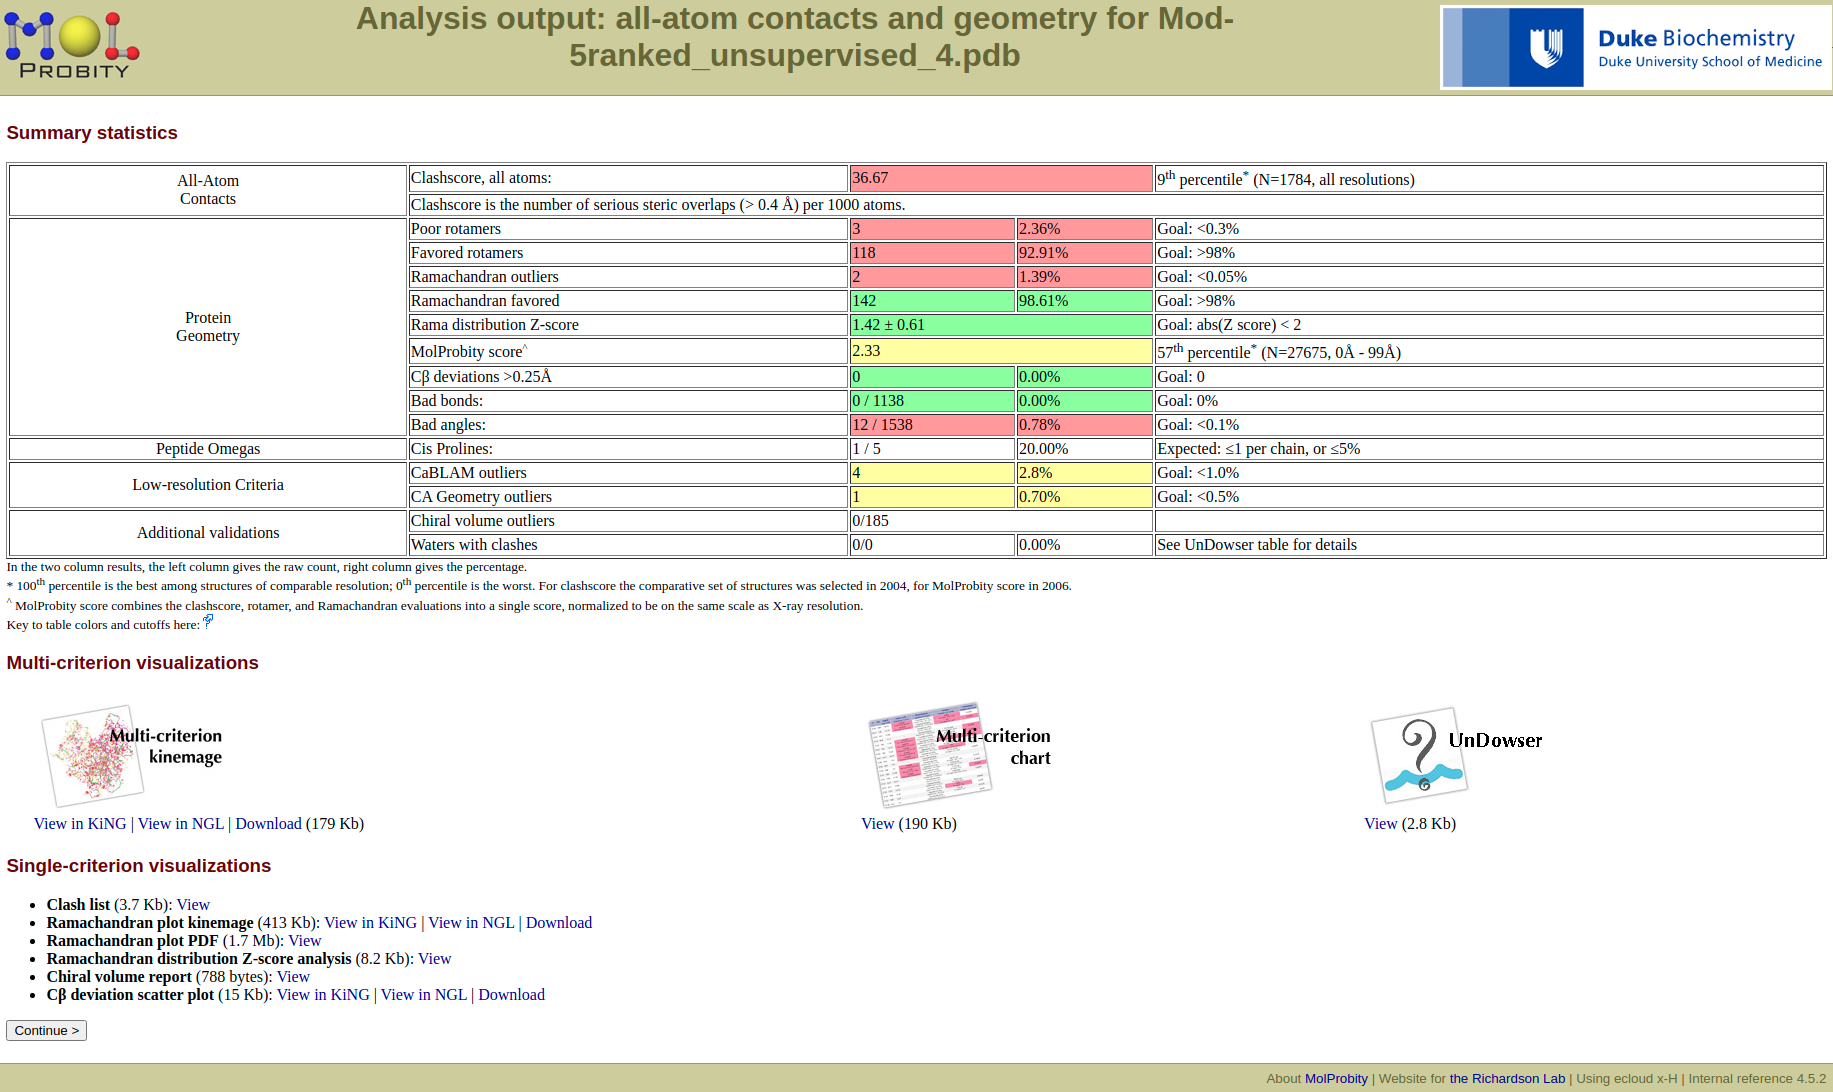 MOL
PROBITY
Analysis output: all-atom contacts and geometry for Mod-
5ranked_unsupervised_4.pdb
Duke Biochemistry
Duke University School of Medicine
Summary statistics
All-Atom
Contacts
Clashscore, all atoms: 36.67 9th percentile* (N=1784, all resolutions)
Clashscore is the number of serious steric overlaps (> 0.4 Å) per 1000 atoms.
Protein
Geometry
Poor rotamers 3 2.36% Goal: <0.3%
Favored rotamers 118 92.91% Goal: >98%
Ramachandran outliers 2 1.39% Goal: <0.05%
Ramachandran favored 142 98.61% Goal: >98%
Rama distribution Z-score 1.42 ± 0.61 Goal: abs(Z score) < 2
MolProbity score^ 2.33 57th percentile* (N=27675, 0Å - 99Å)
Cβ deviations >0.25Å 0 0.00% Goal: 0
Bad bonds: 0 / 1138 0.00% Goal: 0%
Bad angles: 12 / 1538 0.78% Goal: <0.1%
Peptide Omegas Cis Prolines: 1 / 5 20.00% Expected: ≤1 per chain, or ≤5%
Low-resolution Criteria
CaBLAM outliers 4 2.8% Goal: <1.0%
CA Geometry outliers 1 0.70% Goal: <0.5%
Additional validations
Chiral volume outliers 0/185
Waters with clashes 0/0 0.00% See UnDowser table for details
In the two column results, the left column gives the raw count, right column gives the percentage.
* 100th percentile is the best among structures of comparable resolution; 0th percentile is the worst. For clashscore the comparative set of structures was selected in 2004, for MolProbity score in 2006.
^ MolProbity score combines the clashscore, rotamer, and Ramachandran evaluations into a single score, normalized to be on the same scale as X-ray resolution.
Key to table colors and cutoffs here: ?
Multi-criterion visualizations
Multi-criterion
kinemage
View in KiNG | View in NGL | Download (179 Kb)
Multi-criterion
chart
View (190 Kb)
UnDowser
View (2.8 Kb)
Single-criterion visualizations
• Clash list (3.7 Kb): View
• Ramachandran plot kinemage (413 Kb): View in KiNG | View in NGL | Download
• Ramachandran plot PDF (1.7 Mb): View
• Ramachandran distribution Z-score analysis (8.2 Kb): View
• Chiral volume report (788 bytes): View
• Cβ deviation scatter plot (15 Kb): View in KiNG | View in NGL | Download
Continue >
About MolProbity | Website for the Richardson Lab | Using ecloud x-H | Internal reference 4.5.2